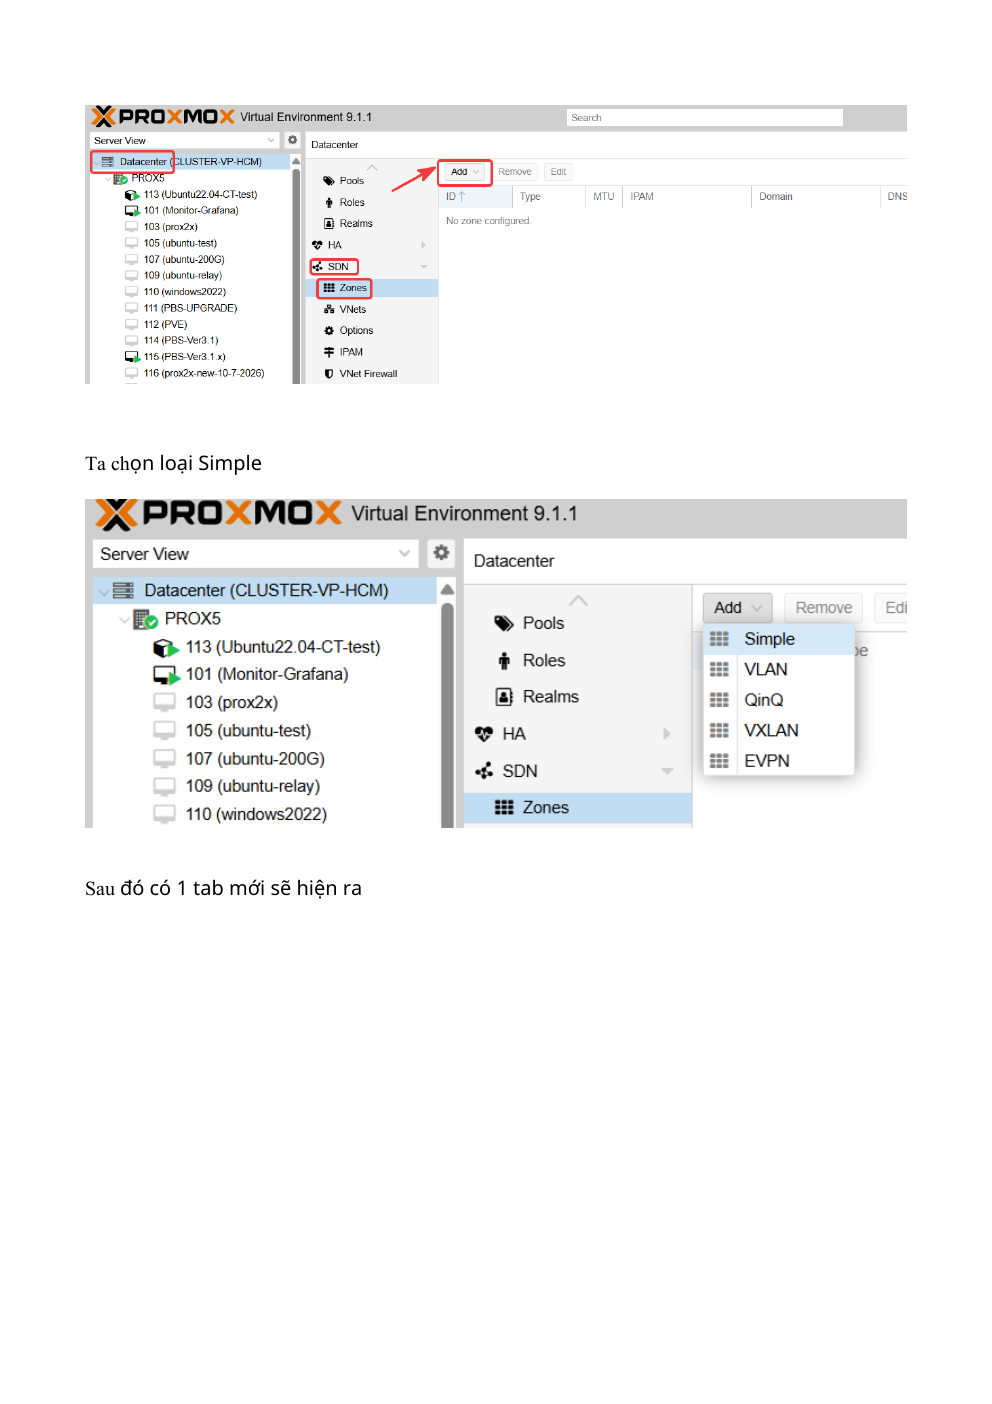 PROXMOX Virtual Environment 9.1.1 Search
Server View
Datacenter
Datacenter (CLUSTER-VP-HCM)
PROX5
113 (Ubuntu22.04-CT-test)
101 (Monitor-Grafana)
103 (prox2x)
105 (ubuntu-test)
107 (ubuntu-200G)
109 (ubuntu-relay)
110 (windows2022)
111 (PBS-UPGRADE)
112 (PVE)
114 (PBS-Ver3.1)
115 (PBS-Ver3.1.x)
116 (prox2x-new-10-7-2026)
Pools
Roles
Realms
HA
SDN
Zones
VNets
Options
IPAM
VNet Firewall
Add Remove Edit
ID Type MTU IPAM Domain DNS
No zone configured.
Ta chọn loại Simple
PROXMOX Virtual Environment 9.1.1
Server View
Datacenter
Datacenter (CLUSTER-VP-HCM)
PROX5
113 (Ubuntu22.04-CT-test)
101 (Monitor-Grafana)
103 (prox2x)
105 (ubuntu-test)
107 (ubuntu-200G)
109 (ubuntu-relay)
110 (windows2022)
Pools
Roles
Realms
HA
SDN
Zones
Add Remove Edi
pe
Simple
VLAN
QinQ
VXLAN
EVPN
Sau đó có 1 tab mới sẽ hiện ra